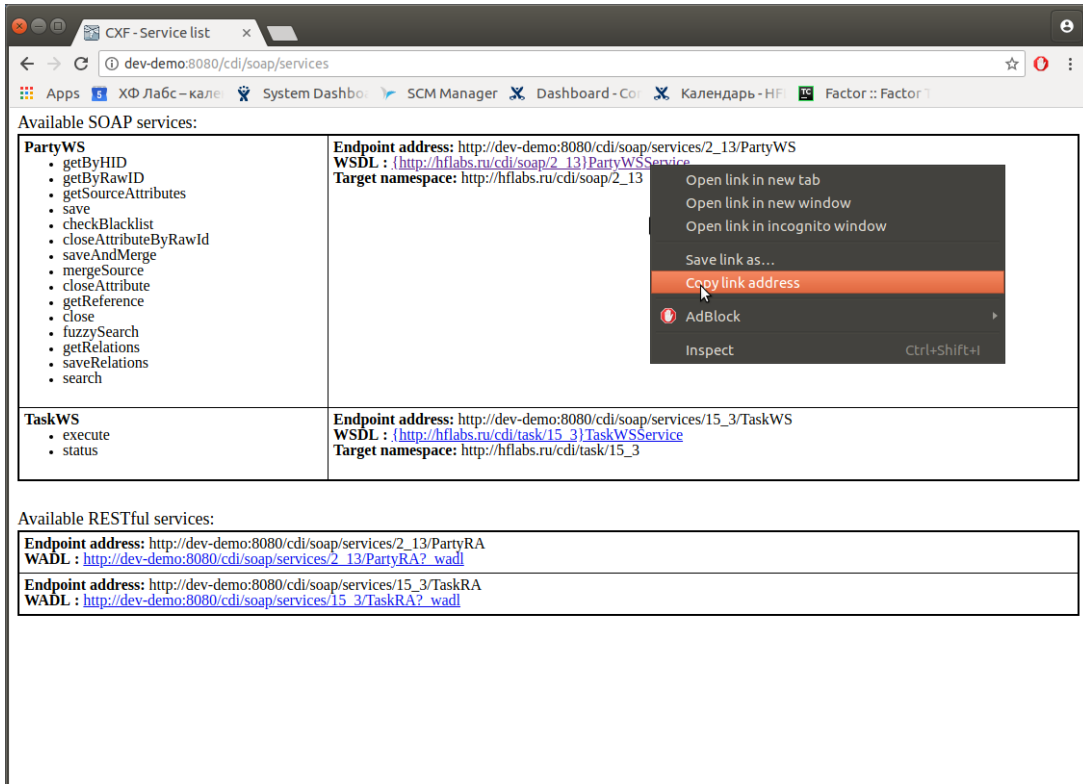 CXF - Service list
dev-demo:8080/cdi/soap/services
Apps ХФ Лабс – кале System Dashbo SCM Manager Dashboard - Con Календарь - HF Factor :: Factor
Available SOAP services:
PartyWS
getByHID
getByRawID
getSourceAttributes
save
checkBlacklist
closeAttributeByRawId
saveAndMerge
mergeSource
closeAttribute
getReference
close
fuzzySearch
getRelations
saveRelations
search
Endpoint address: http://dev-demo:8080/cdi/soap/services/2_13/PartyWS
WSDL : {http://hflabs.ru/cdi/soap/2_13}PartyWSService
Target namespace: http://hflabs.ru/cdi/soap/2_13
Open link in new tab
Open link in new window
Open link in incognito window
Save link as...
Copy link address
AdBlock
Inspect Ctrl+Shift+I
TaskWS
execute
status
Endpoint address: http://dev-demo:8080/cdi/soap/services/15_3/TaskWS
WSDL : {http://hflabs.ru/cdi/task/15_3}TaskWSService
Target namespace: http://hflabs.ru/cdi/task/15_3
Available RESTful services:
Endpoint address: http://dev-demo:8080/cdi/soap/services/2_13/PartyRA
WADL : http://dev-demo:8080/cdi/soap/services/2_13/PartyRA?_wadl
Endpoint address: http://dev-demo:8080/cdi/soap/services/15_3/TaskRA
WADL : http://dev-demo:8080/cdi/soap/services/15_3/TaskRA?_wadl